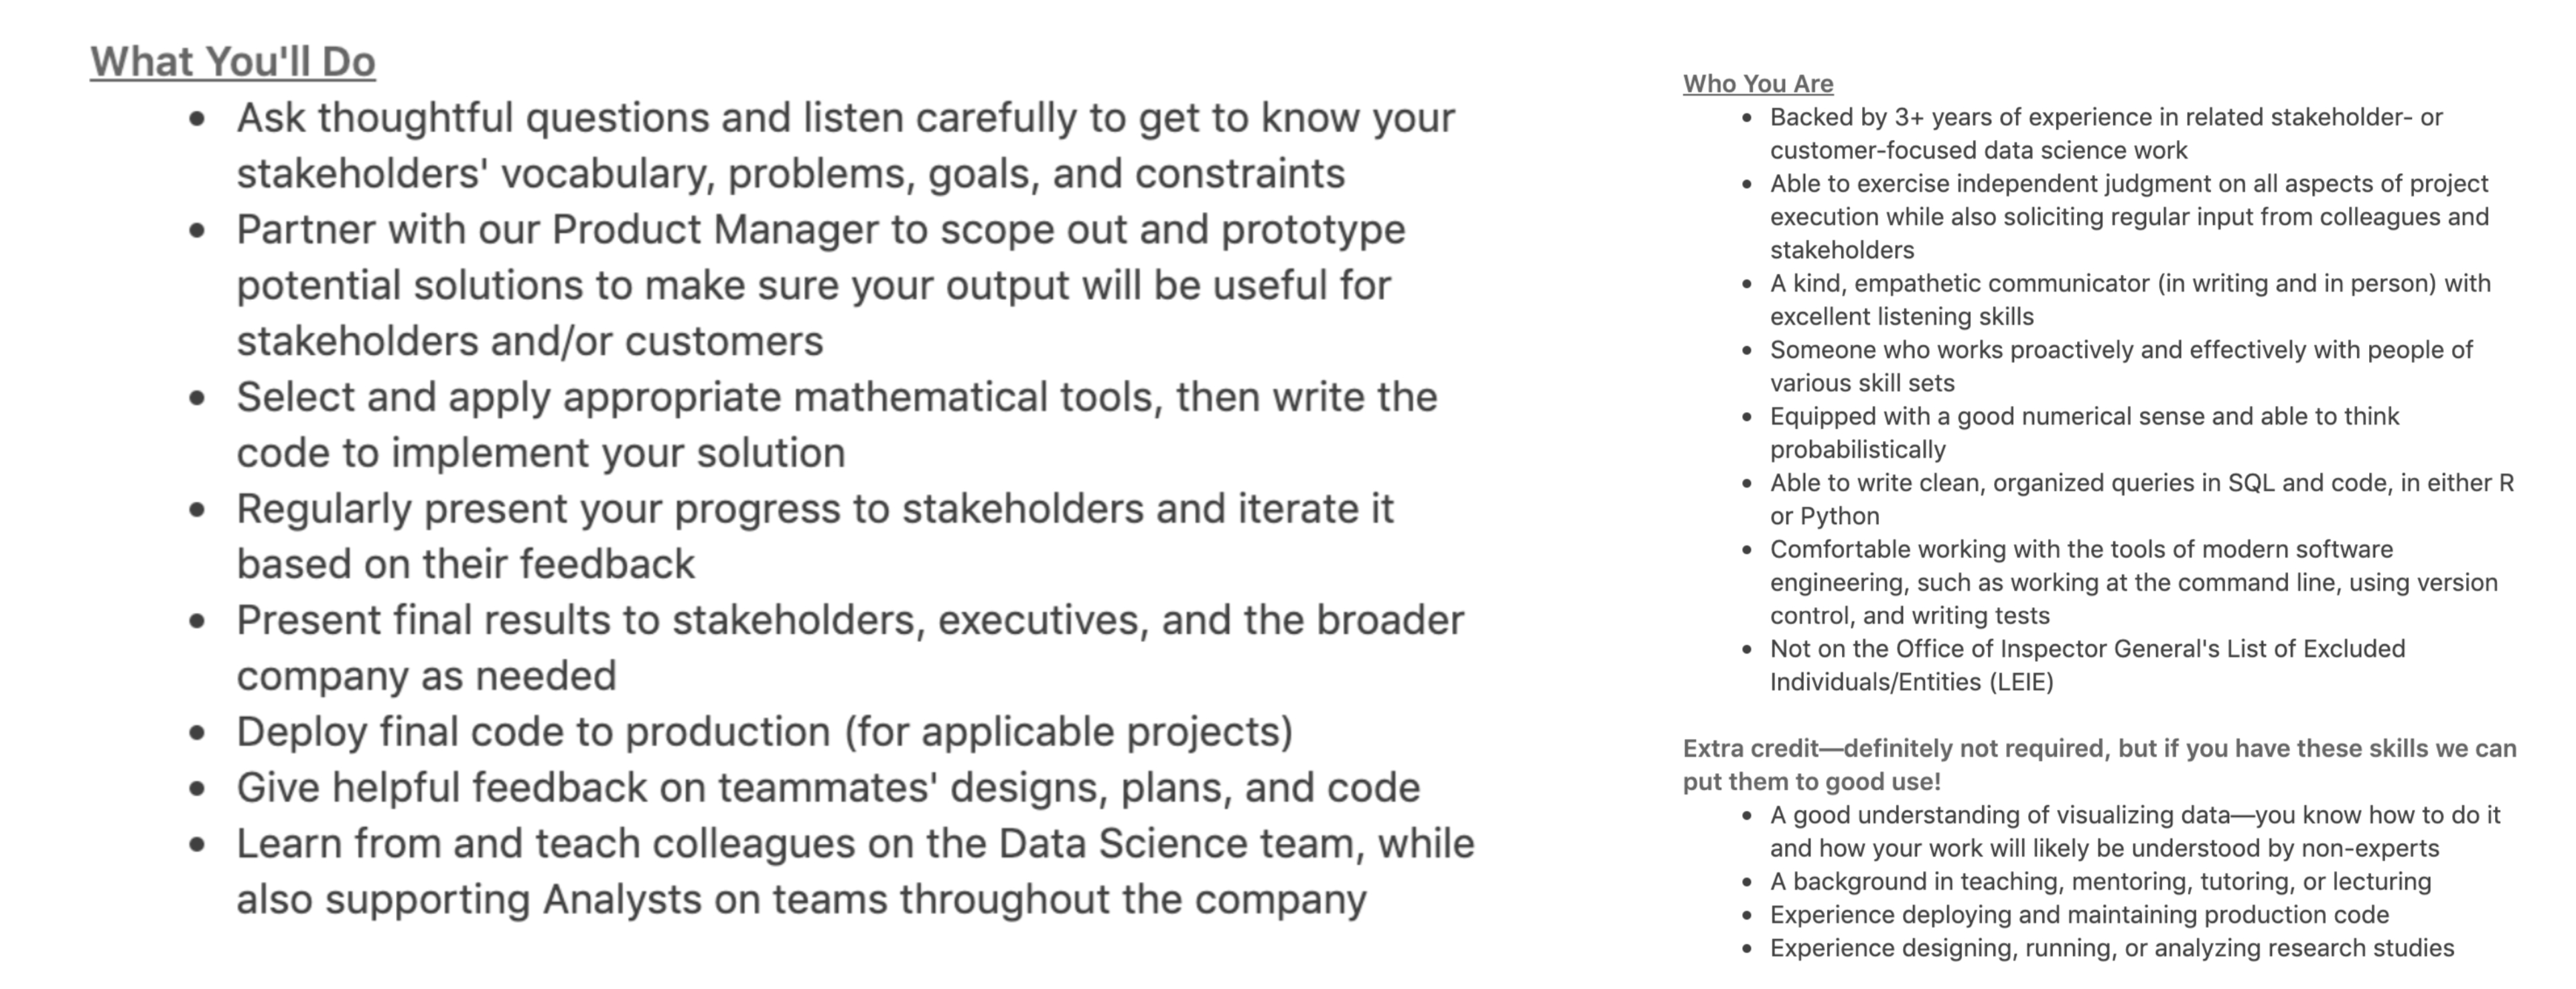 What You'll Do
• Ask thoughtful questions and listen carefully to get to know your
stakeholders' vocabulary, problems, goals, and constraints
• Partner with our Product Manager to scope out and prototype
potential solutions to make sure your output will be useful for
stakeholders and/or customers
• Select and apply appropriate mathematical tools, then write the
code to implement your solution
• Regularly present your progress to stakeholders and iterate it
based on their feedback
• Present final results to stakeholders, executives, and the broader
company as needed
• Deploy final code to production (for applicable projects)
• Give helpful feedback on teammates' designs, plans, and code
• Learn from and teach colleagues on the Data Science team, while
also supporting Analysts on teams throughout the company
Who You Are
• Backed by 3+ years of experience in related stakeholder- or
customer-focused data science work
• Able to exercise independent judgment on all aspects of project
execution while also soliciting regular input from colleagues and
stakeholders
• A kind, empathetic communicator (in writing and in person) with
excellent listening skills
• Someone who works proactively and effectively with people of
various skill sets
• Equipped with a good numerical sense and able to think
probabilistically
• Able to write clean, organized queries in SQL and code, in either R
or Python
• Comfortable working with the tools of modern software
engineering, such as working at the command line, using version
control, and writing tests
• Not on the Office of Inspector General's List of Excluded
Individuals/Entities (LEIE)
Extra credit—definitely not required, but if you have these skills we can
put them to good use!
• A good understanding of visualizing data—you know how to do it
and how your work will likely be understood by non-experts
• A background in teaching, mentoring, tutoring, or lecturing
• Experience deploying and maintaining production code
• Experience designing, running, or analyzing research studies